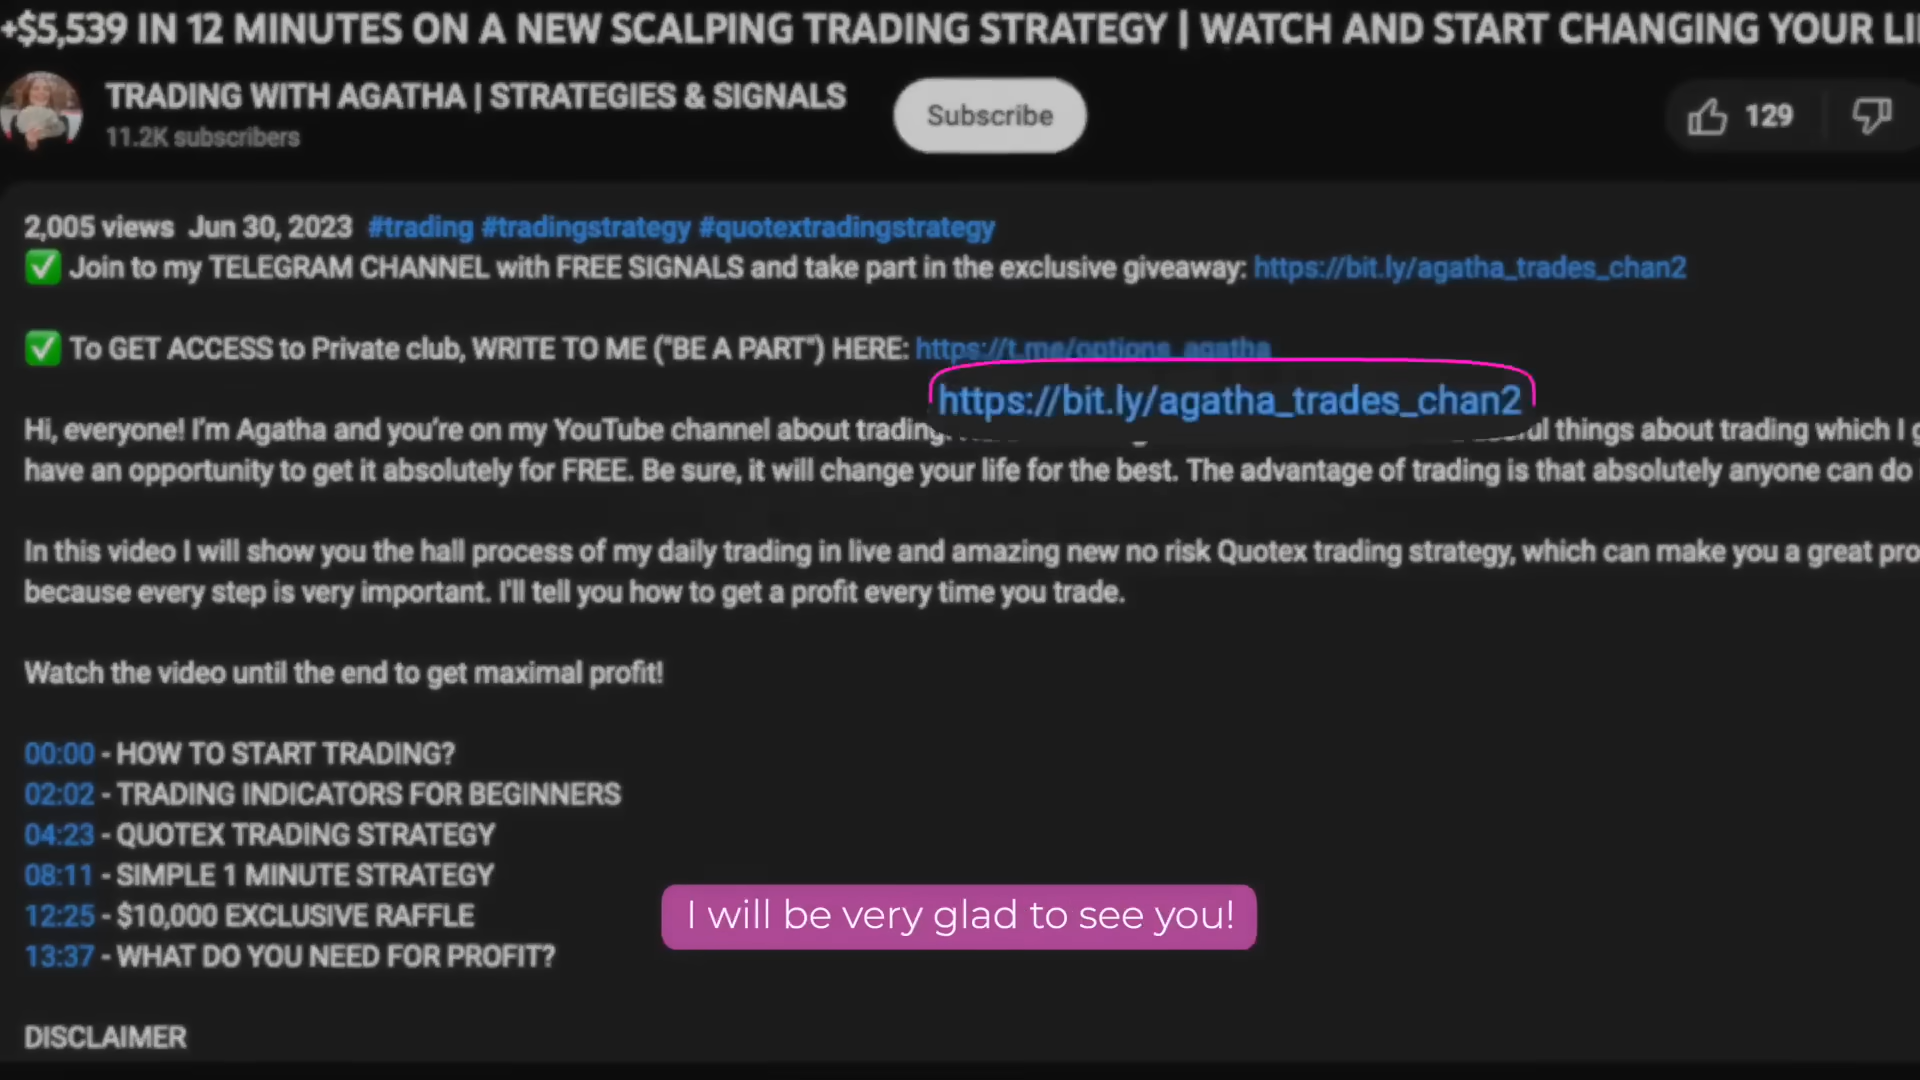 +$5,539 IN 12 MINUTES ON A NEW SCALPING TRADING STRATEGY | WATCH AND START CHANGING YOUR
TRADING WITH AGATHA | STRATEGIES & SIGNALS
11.2K subscribers
Subscribe
129
2,005 views Jun 30, 2023 #trading #tradingstrategy #quotextradingstrategy
✅ Join to my TELEGRAM CHANNEL with FREE SIGNALS and take part in the exclusive giveaway: https://bit.ly/agatha_trades_chan2
✅ To GET ACCESS to Private club, WRITE TO ME ("BE A PART") HERE: https://t.me/options_agatha
https://bit.ly/agatha_trades_chan2
Hi, everyone! I'm Agatha and you're on my YouTube channel about trading. things about trading which I
have an opportunity to get it absolutely for FREE. Be sure, it will change your life for the best. The advantage of trading is that absolutely anyone can do
In this video I will show you the hall process of my daily trading in live and amazing new no risk Quotex trading strategy, which can make you a great
because every step is very important. I'll tell you how to get a profit every time you trade.
Watch the video until the end to get maximal profit!
00:00 - HOW TO START TRADING?
02:02 - TRADING INDICATORS FOR BEGINNERS
04:23 - QUOTEX TRADING STRATEGY
08:11 - SIMPLE 1 MINUTE STRATEGY
12:25 - $10,000 EXCLUSIVE RAFFLE
13:37 - WHAT DO YOU NEED FOR PROFIT?
I will be very glad to see you!
DISCLAIMER